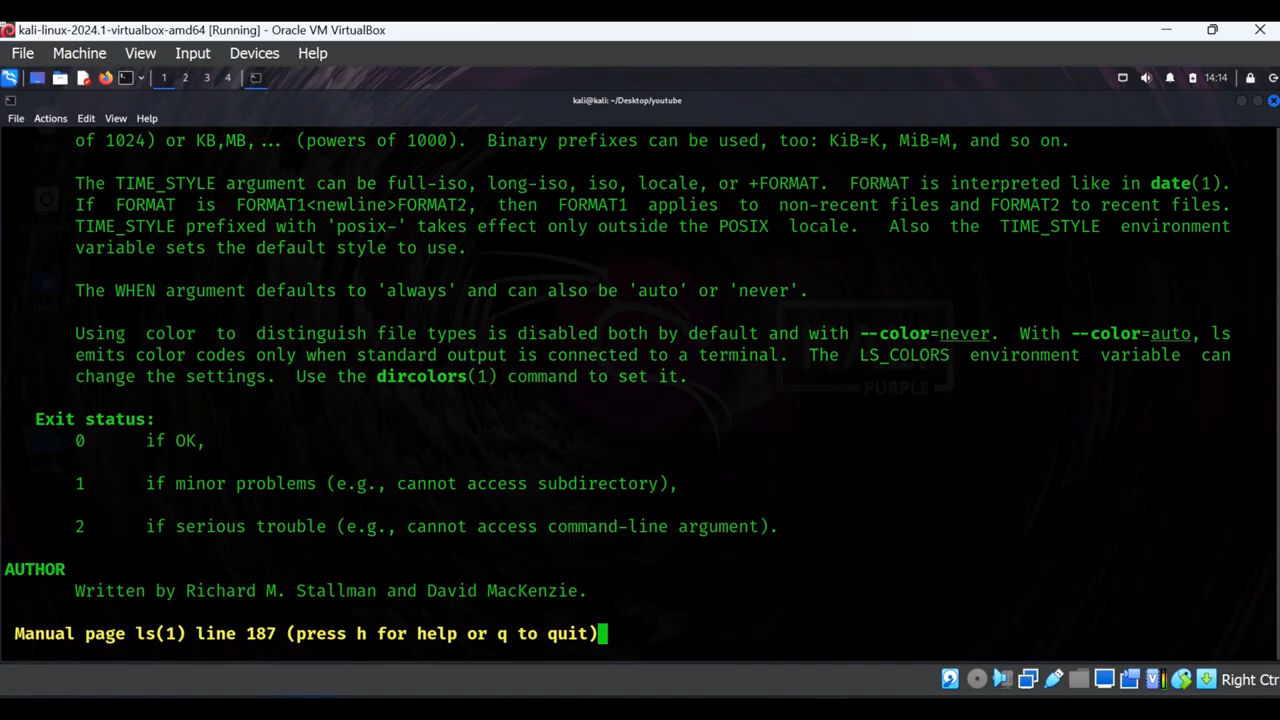 kali-linux-2024.1-virtualbox-amd64 [Running] - Oracle VM VirtualBox
File Machine View Input Devices Help
1 2 3 4 14:14
kali@kali: ~/Desktop/youtube
File Actions Edit View Help
of 1024) or KB,MB,... (powers of 1000). Binary prefixes can be used, too: KiB=K, MiB=M, and so on.
The TIME_STYLE argument can be full-iso, long-iso, iso, locale, or +FORMAT. FORMAT is interpreted like in date(1).
If FORMAT is FORMAT1<newline>FORMAT2, then FORMAT1 applies to non-recent files and FORMAT2 to recent files.
TIME_STYLE prefixed with 'posix-' takes effect only outside the POSIX locale. Also the TIME_STYLE environment
variable sets the default style to use.
The WHEN argument defaults to 'always' and can also be 'auto' or 'never'.
Using color to distinguish file types is disabled both by default and with --color=never. With --color=auto, ls
emits color codes only when standard output is connected to a terminal. The LS_COLORS environment variable can
change the settings. Use the dircolors(1) command to set it.
PURPLE
Exit status:
0 if OK,
1 if minor problems (e.g., cannot access subdirectory),
2 if serious trouble (e.g., cannot access command-line argument).
AUTHOR
Written by Richard M. Stallman and David MacKenzie.
Manual page ls(1) line 187 (press h for help or q to quit)
Right Ctr